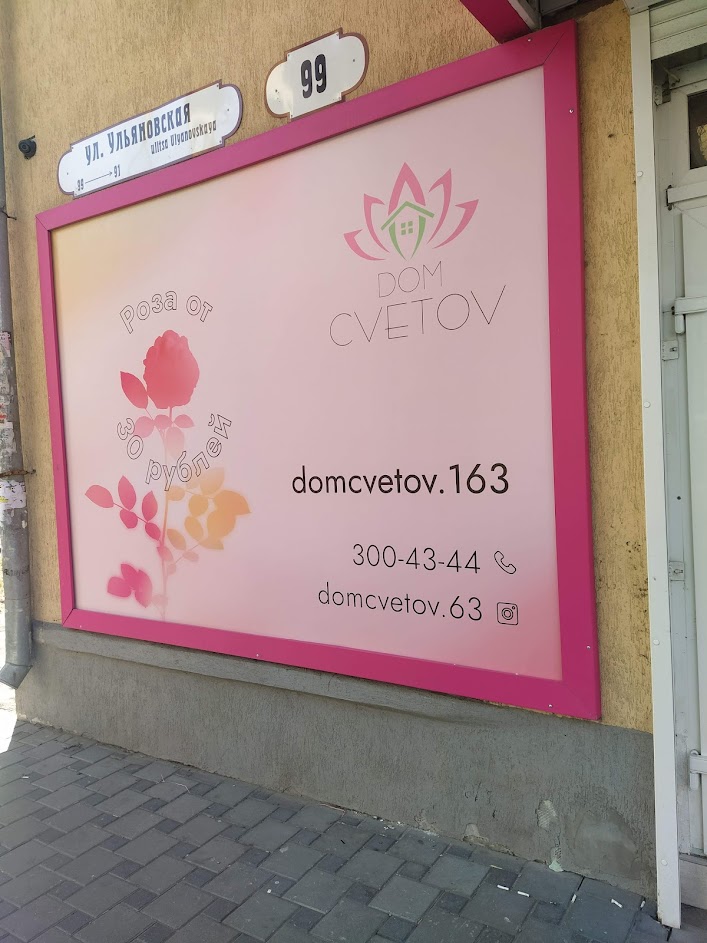 ул. Ульяновская
ulitsa Ulyanovskaya
99 → 91
99
DOM
CVETOV
Роза от
30 рублей
domcvetov.163
300-43-44
domcvetov.63